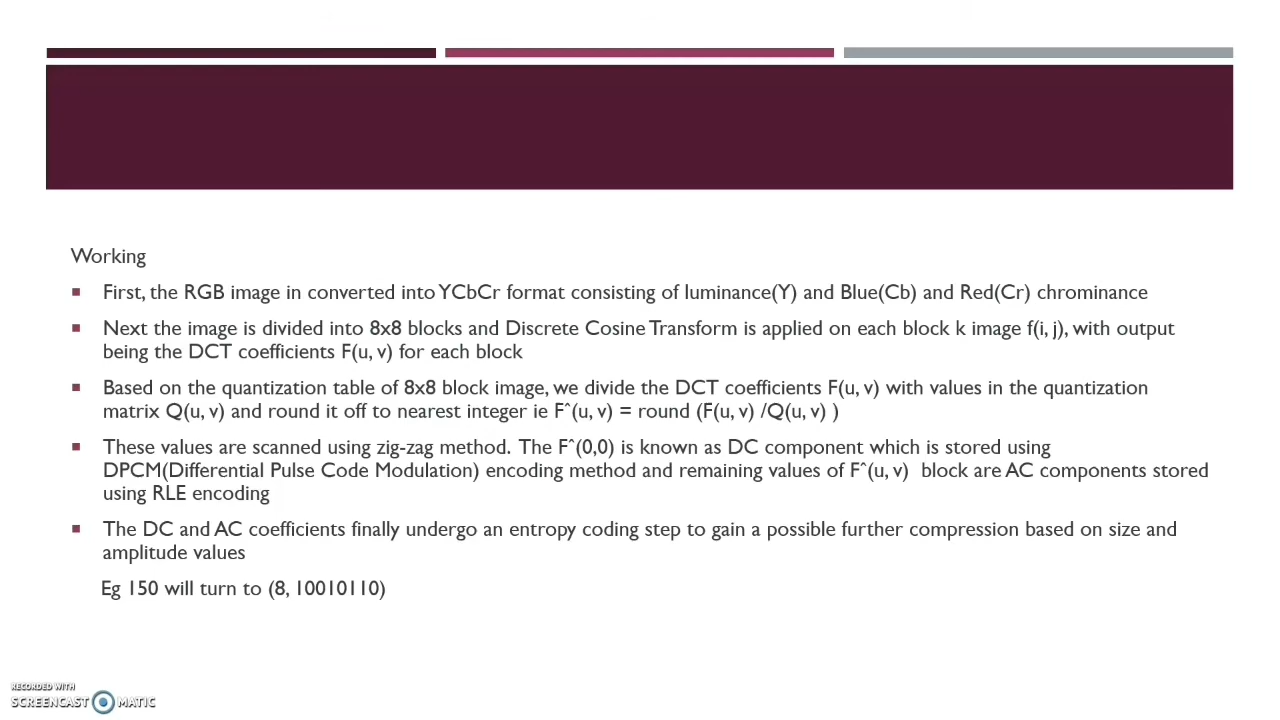 Working
First, the RGB image in converted into YCbCr format consisting of luminance(Y) and Blue(Cb) and Red(Cr) chrominance
Next the image is divided into 8x8 blocks and Discrete Cosine Transform is applied on each block k image f(i, j), with output
being the DCT coefficients F(u, v) for each block
Based on the quantization table of 8x8 block image, we divide the DCT coefficients F(u, v) with values in the quantization
matrix Q(u, v) and round it off to nearest integer ie Fˆ(u, v) = round (F(u, v) /Q(u, v) )
These values are scanned using zig-zag method. The Fˆ(0,0) is known as DC component which is stored using
DPCM(Differential Pulse Code Modulation) encoding method and remaining values of Fˆ(u, v) block are AC components stored
using RLE encoding
The DC and AC coefficients finally undergo an entropy coding step to gain a possible further compression based on size and
amplitude values
Eg 150 will turn to (8, 10010110)
RECORDED WITH
SCREENCAST MATIC